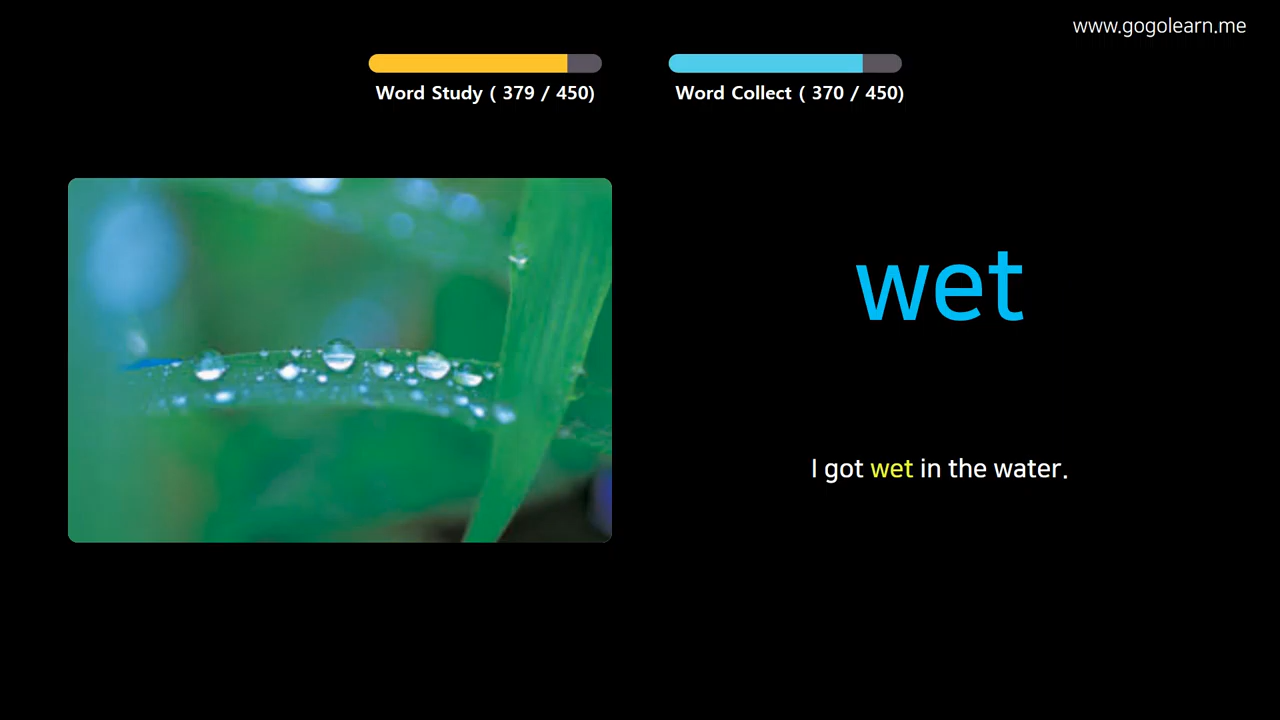 www.gogolearn.me
Word Study ( 379 / 450)
Word Collect ( 370 / 450)
wet
I got wet in the water.